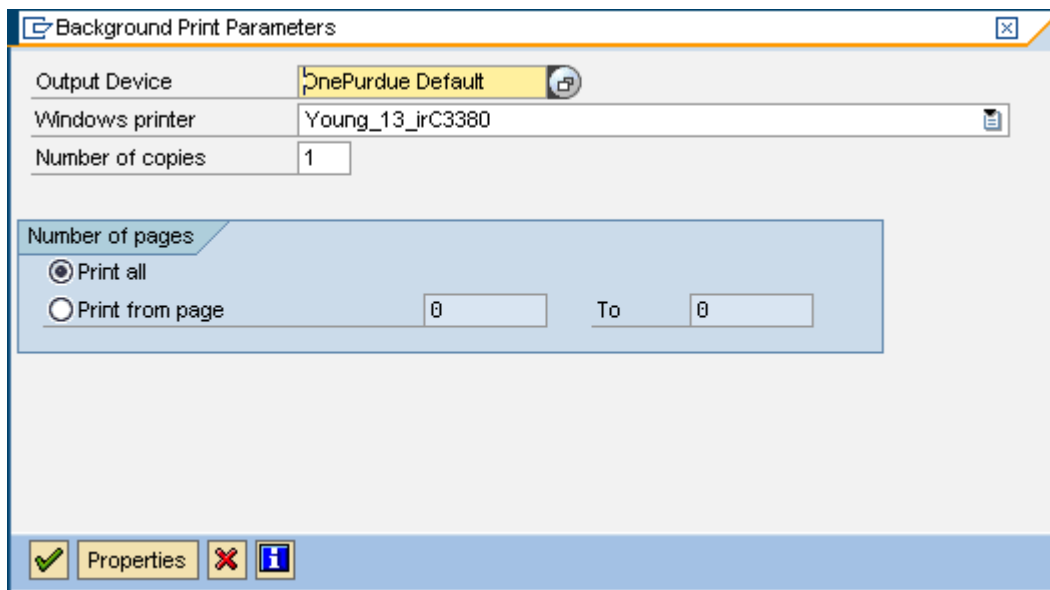 Background Print Parameters
Output Device OnePurdue Default
Windows printer Young_13_irC3380
Number of copies 1
Number of pages
Print all
Print from page 0 To 0
Properties